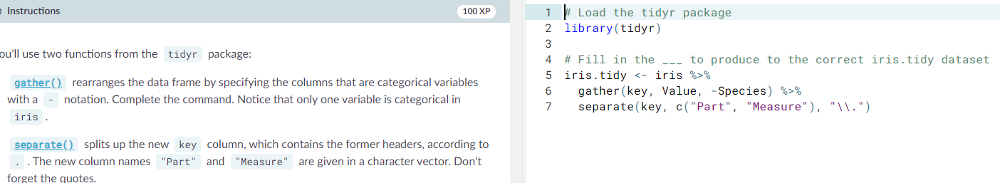 Instructions
100 XP
ou'll use two functions from the tidyr package:
gather() rearranges the data frame by specifying the columns that are categorical variables
with a - notation. Complete the command. Notice that only one variable is categorical in
iris .
separate() splits up the new key column, which contains the former headers, according to
. . The new column names "Part" and "Measure" are given in a character vector. Don't
forget the quotes.
1 # Load the tidyr package
2 library(tidyr)
3
4 # Fill in the ___ to produce to the correct iris.tidy dataset
5 iris.tidy <- iris %>%
6 gather(key, Value, -Species) %>%
7 separate(key, c("Part", "Measure"), "\\.")